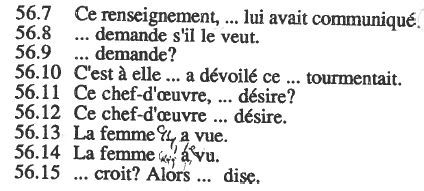 56.7 Ce renseignement, ... lui avait communiqué.
56.8 ... demande s'il le veut.
56.9 ... demande?
56.10 C'est à elle ... a dévoilé ce ... tourmentait.
56.11 Ce chef-d'œuvre, ... désire?
56.12 Ce chef-d'œuvre ... désire.
56.13 La femme a vue.
56.14 La femme a vu.
56.15 ... croit? Alors ... dise.